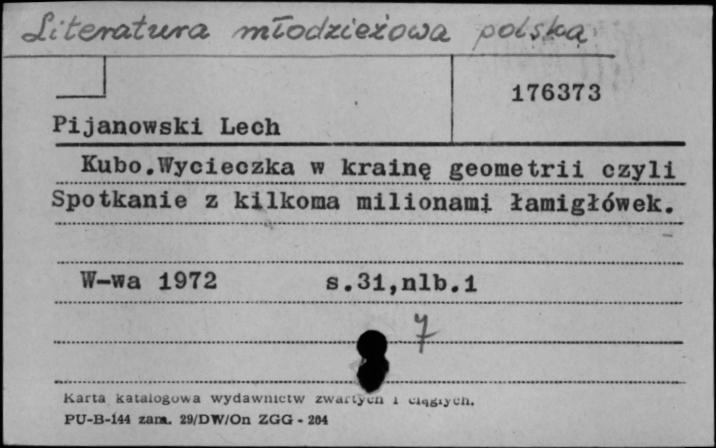 Literatura młodzieżowa polska
176373
Pijanowski Lech
Kubo.Wycieczka w krainę geometrii czyli
Spotkanie z kilkoma milionami łamigłówek.
W-wa 1972 s.31,nlb.1
7
Karta katalogowa wydawnictw zwartych i ciągłych.
PU-B-144 zam. 29/DW/On ZGG - 264